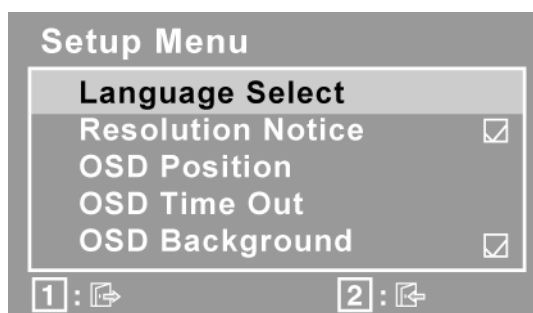 Setup Menu
Language Select
Resolution Notice
OSD Position
OSD Time Out
OSD Background
1: 2: